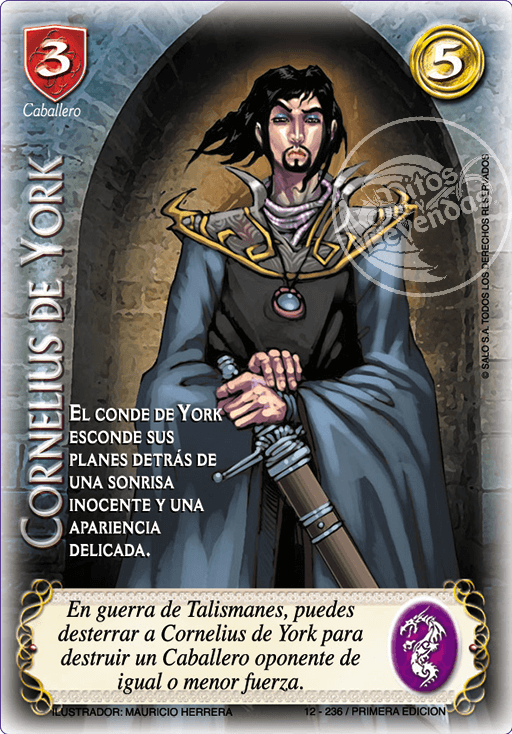 3
Caballero
5
CORNELIUS DE YORK
mitos y leyendas
© SALO S.A. TODOS LOS DERECHOS RESERVADOS
EL CONDE DE YORK
ESCONDE SUS
PLANES DETRÁS DE
UNA SONRISA
INOCENTE Y UNA
APARIENCIA
DELICADA.
En guerra de Talismanes, puedes
desterrar a Cornelius de York para
destruir un Caballero oponente de
igual o menor fuerza.
ILUSTRADOR: MAURICIO HERRERA
12 - 236 / PRIMERA EDICION